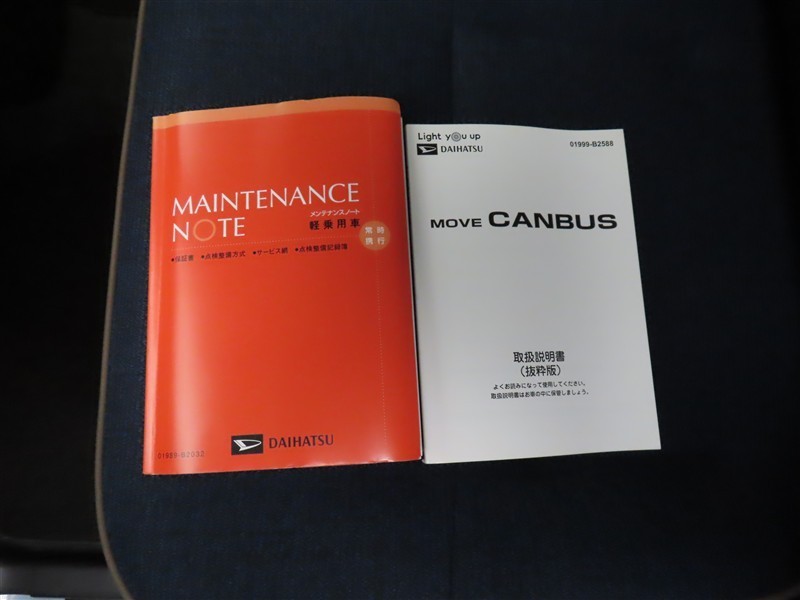 MAINTENANCE
NOTE
メンテナンスノート
軽乗用車
常時
携行
●保証書 ●点検整備方式 ●サービス網 ●点検整備記録簿
DAIHATSU
01989-B2032
Light you up
DAIHATSU
01999-B2588
MOVE CANBUS
取扱説明書
（抜粋版）
よくお読みになって使用してください。
取扱説明書はお車の中に保管しましょう。